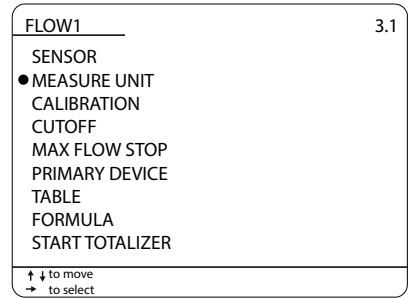 FLOW1 3.1
SENSOR
●MEASURE UNIT
CALIBRATION
CUTOFF
MAX FLOW STOP
PRIMARY DEVICE
TABLE
FORMULA
START TOTALIZER
↑ ↓ to move
→ to select